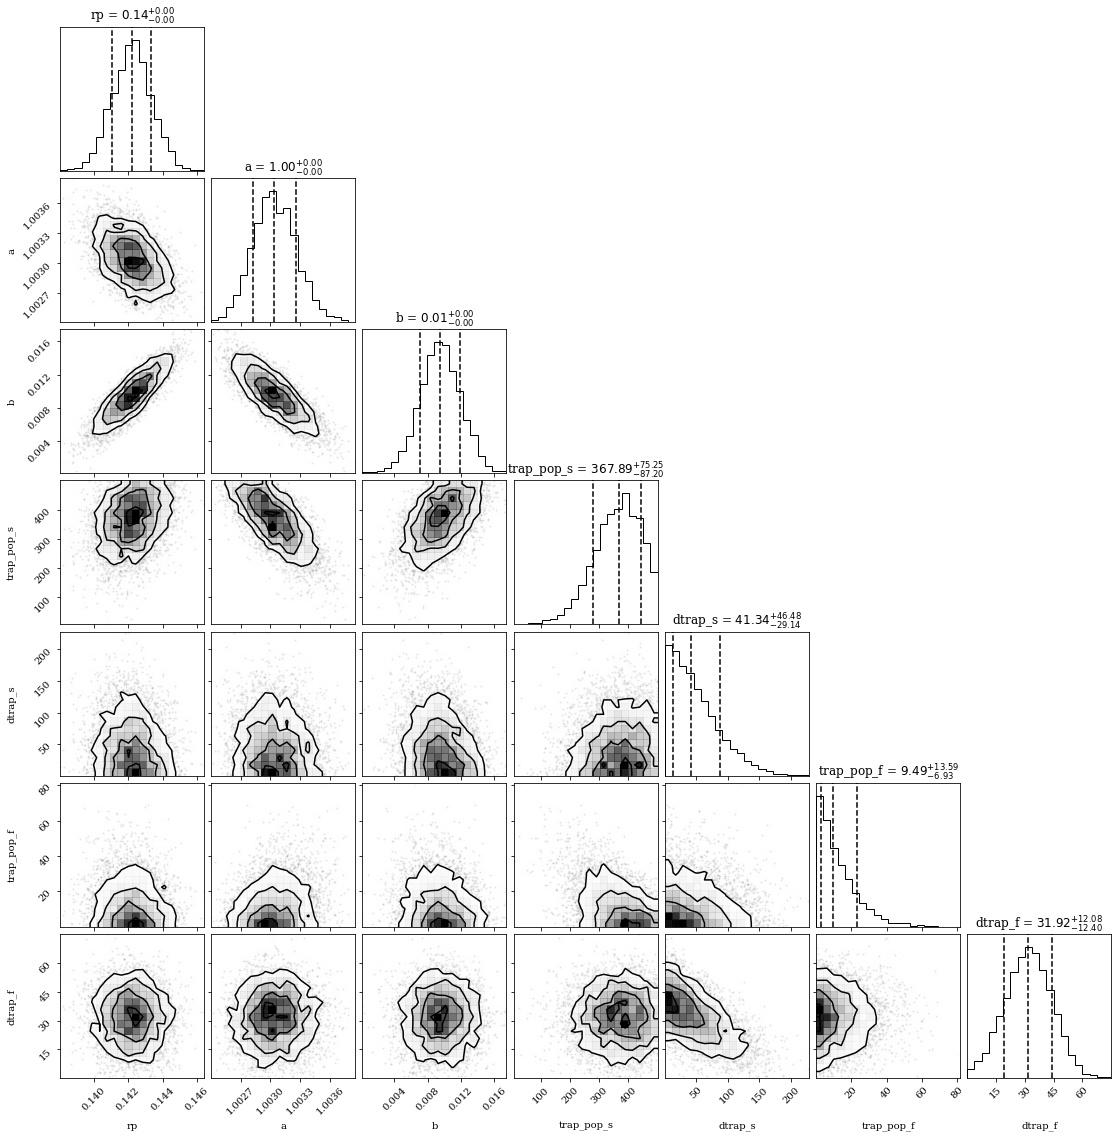 rp = 0.14+0.00−0.00
a = 1.00+0.00−0.00
1.0036
1.0033
1.0030
1.0027
a
b = 0.01+0.00−0.00
0.016
0.012
0.008
0.004
b
trap_pop_s = 367.89+75.25−87.20
400
300
200
100
trap_pop_s
dtrap_s = 41.34+46.48−29.14
200
150
100
50
dtrap_s
trap_pop_f = 9.49+13.59−6.93
80
60
40
20
trap_pop_f
dtrap_f = 31.92+12.08−12.40
60
45
30
15
dtrap_f
0.140 0.142 0.144 0.146 1.0027 1.0030 1.0033 1.0036 0.004 0.008 0.012 0.016 100 200 300 400 50 100 150 200 20 40 60 80 15 30 45 60
rp a b trap_pop_s dtrap_s trap_pop_f dtrap_f